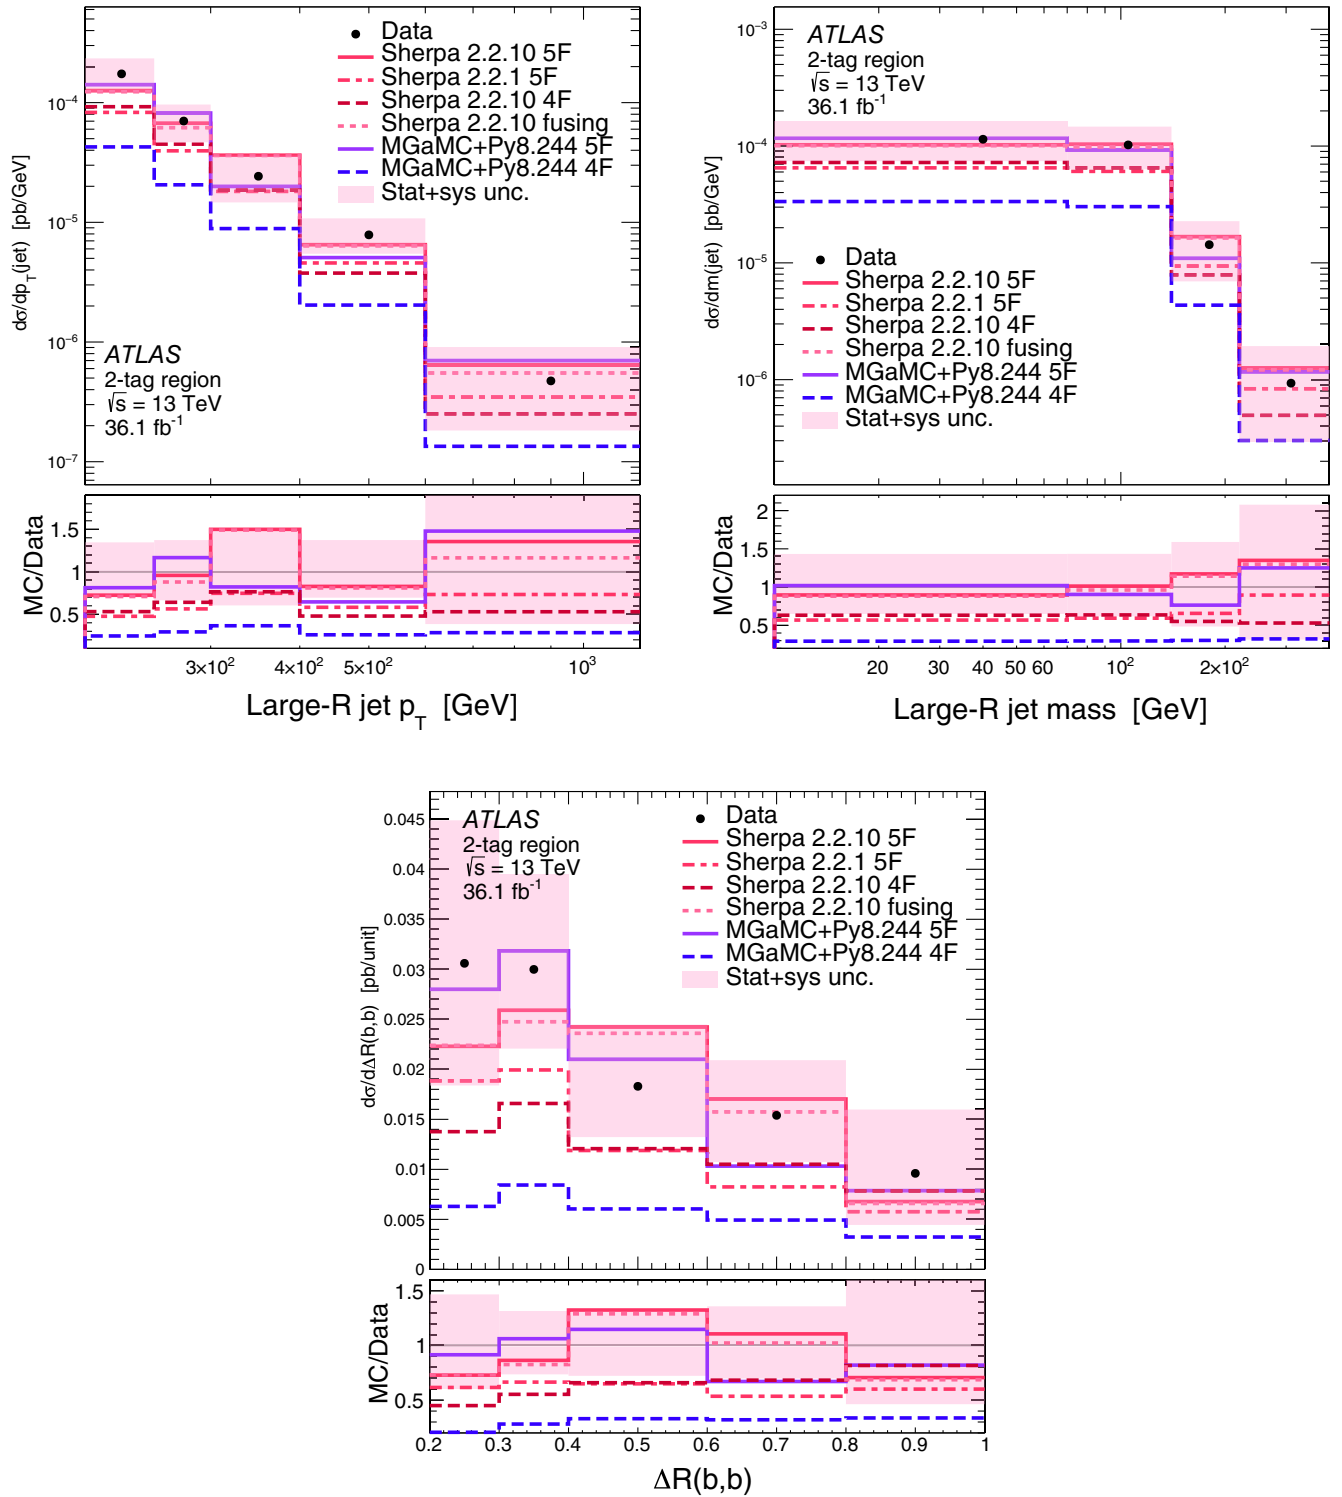 Data
Sherpa 2.2.10 5F
Sherpa 2.2.1 5F
Sherpa 2.2.10 4F
Sherpa 2.2.10 fusing
MGaMC+Py8.244 5F
MGaMC+Py8.244 4F
Stat+sys unc.
ATLAS
2-tag region
√s = 13 TeV
36.1 fb⁻¹
dσ/dp_T(jet) [pb/GeV]
10⁻⁴
10⁻⁵
10⁻⁶
10⁻⁷
MC/Data
1.5
1
0.5
3×10² 4×10² 5×10² 10³
Large-R jet p_T [GeV]
ATLAS
2-tag region
√s = 13 TeV
36.1 fb⁻¹
Data
Sherpa 2.2.10 5F
Sherpa 2.2.1 5F
Sherpa 2.2.10 4F
Sherpa 2.2.10 fusing
MGaMC+Py8.244 5F
MGaMC+Py8.244 4F
Stat+sys unc.
dσ/dm(jet) [pb/GeV]
10⁻³
10⁻⁴
10⁻⁵
10⁻⁶
MC/Data
2
1.5
1
0.5
20 30 40 50 60 10² 2×10²
Large-R jet mass [GeV]
ATLAS
2-tag region
√s = 13 TeV
36.1 fb⁻¹
Data
Sherpa 2.2.10 5F
Sherpa 2.2.1 5F
Sherpa 2.2.10 4F
Sherpa 2.2.10 fusing
MGaMC+Py8.244 5F
MGaMC+Py8.244 4F
Stat+sys unc.
dσ/dΔR(b,b) [pb/unit]
0.045
0.04
0.035
0.03
0.025
0.02
0.015
0.01
0.005
0
MC/Data
1.5
1
0.5
0.2 0.3 0.4 0.5 0.6 0.7 0.8 0.9 1
ΔR(b,b)